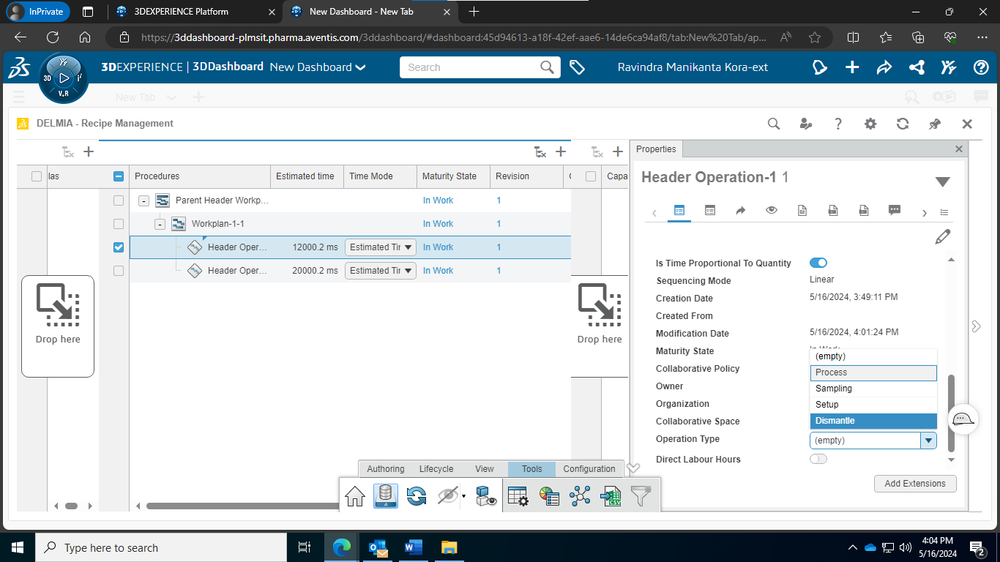 InPrivate
3DEXPERIENCE Platform
New Dashboard - New Tab
https://3ddashboard-plmsit.pharma.aventis.com/3ddashboard/#dashboard:45d94613-a18f-42ef-aae6-14de6ca94af8/tab:New%20Tab/ap...
3DEXPERIENCE | 3DDashboard New Dashboard
Search
Ravindra Manikanta Kora-ext
3D
V.R
New Tab
DELMIA - Recipe Management
Properties
las
Procedures
Estimated time
Time Mode
Maturity State
Revision
Capa
Parent Header Workp...
In Work
1
Workplan-1-1
In Work
1
Header Oper...
12000.2 ms
Estimated Tir
In Work
1
Header Oper...
20000.2 ms
Estimated Tir
In Work
1
Drop here
Drop here
Header Operation-1 1
Is Time Proportional To Quantity
Sequencing Mode
Linear
Creation Date
5/16/2024, 3:49:11 PM
Created From
Modification Date
5/16/2024, 4:01:24 PM
Maturity State
In Work
Collaborative Policy
Owner
Organization
Collaborative Space
(empty)
Process
Sampling
Setup
Dismantle
Operation Type
(empty)
Direct Labour Hours
Add Extensions
Authoring
Lifecycle
View
Tools
Configuration
CSV
Type here to search
4:04 PM
5/16/2024
2